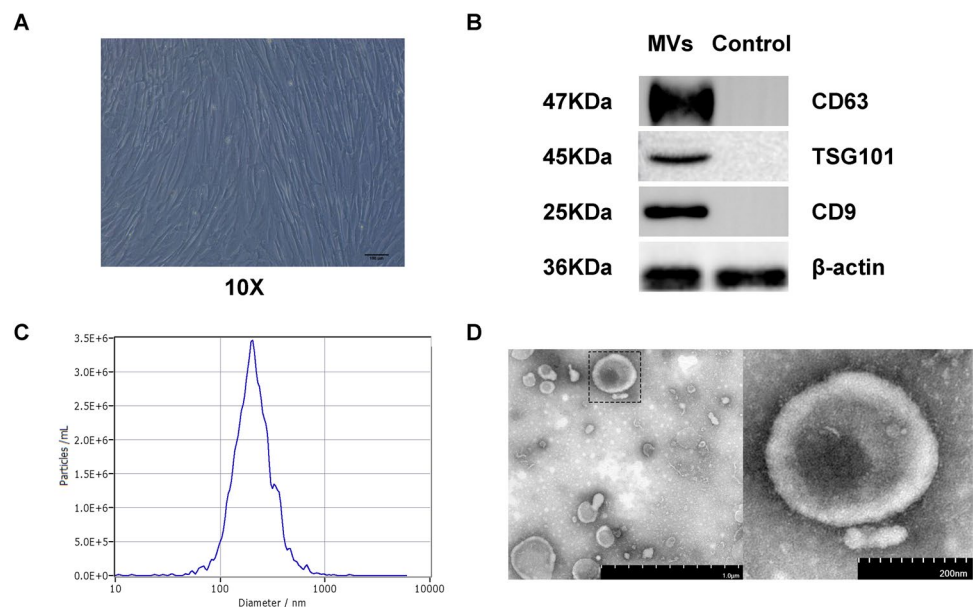 A
10X
B
MVs Control
47KDa CD63
45KDa TSG101
25KDa CD9
36KDa β-actin
C
Particles /mL
3.5E+6
3.0E+6
2.5E+6
2.0E+6
1.5E+6
1.0E+6
5.0E+5
0.0E+0
10 100 1000 10000
Diameter / nm
D
1.0μm
200nm